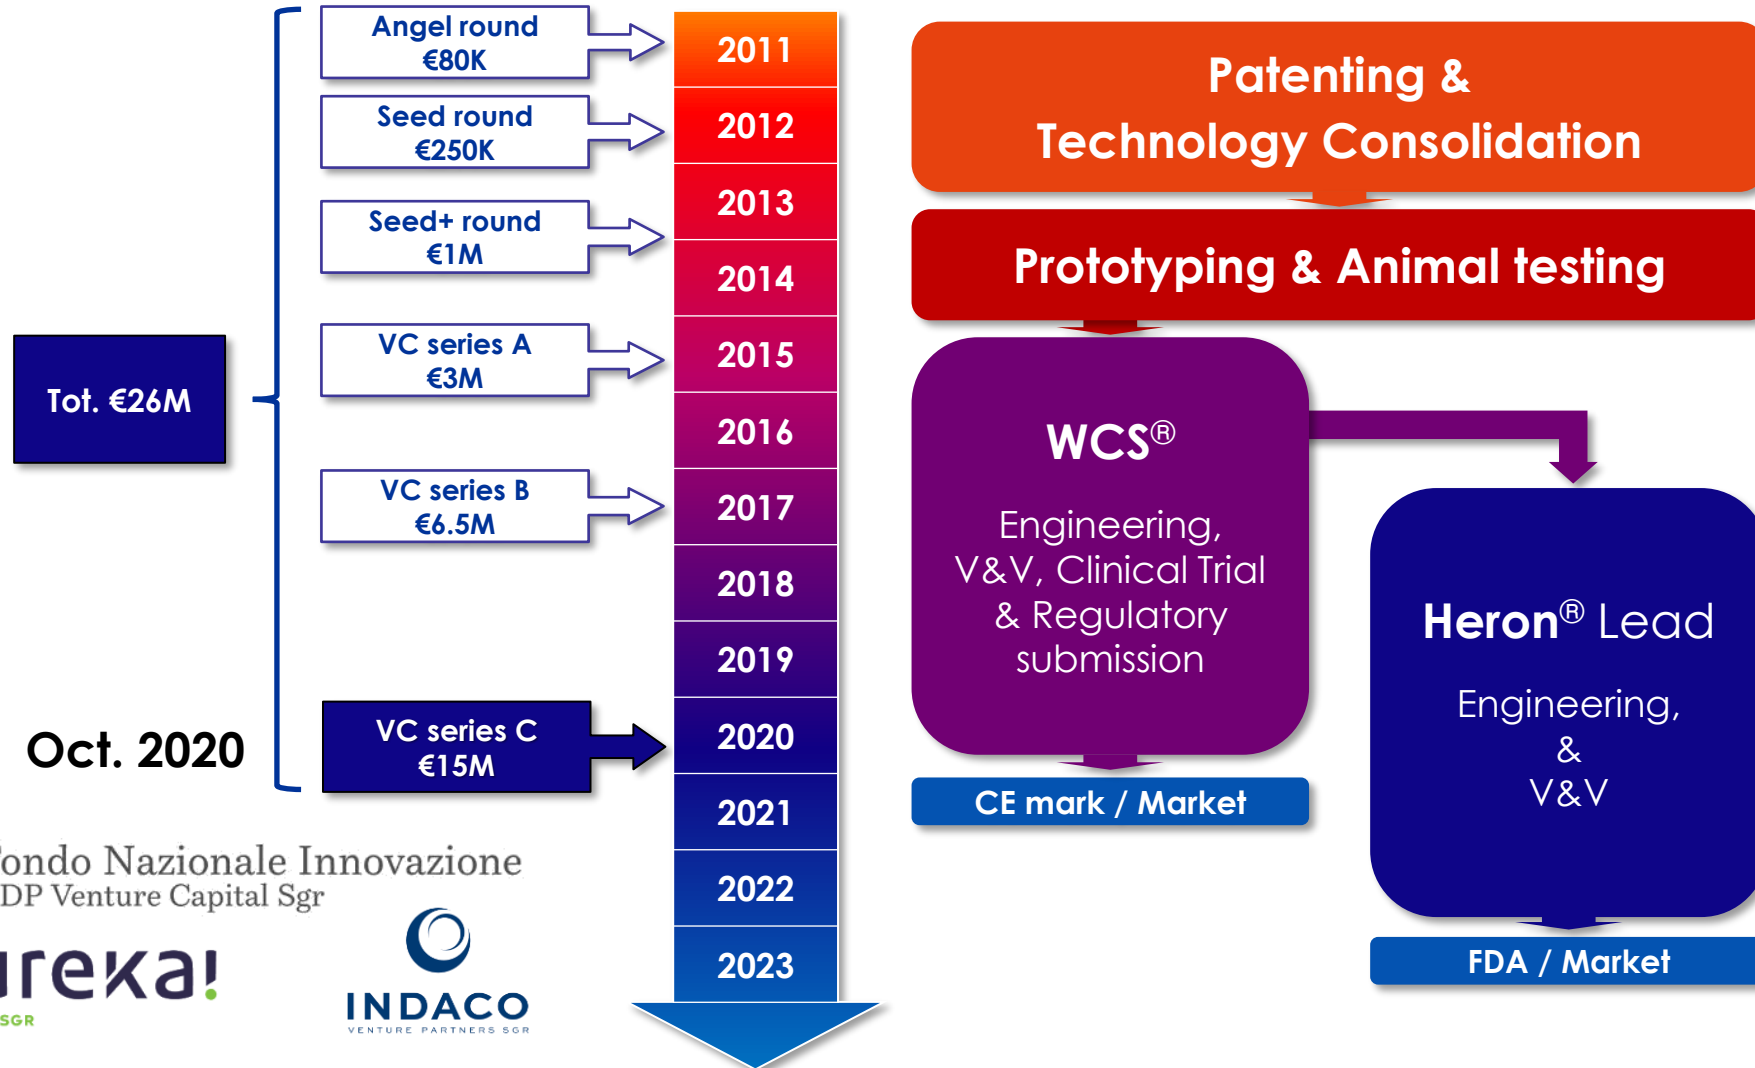 Angel round
€80K
Seed round
€250K
Seed+ round
€1M
VC series A
€3M
VC series B
€6.5M
VC series C
€15M
Tot. €26M
Oct. 2020
2011
2012
2013
2014
2015
2016
2017
2018
2019
2020
2021
2022
2023
Patenting &
Technology Consolidation
Prototyping & Animal testing
WCS®
Engineering,
V&V, Clinical Trial
& Regulatory
submission
CE mark / Market
Heron® Lead
Engineering,
&
V&V
FDA / Market
ondo Nazionale Innovazione
DP Venture Capital Sgr
ureka!
SGR
INDACO
VENTURE PARTNERS SGR